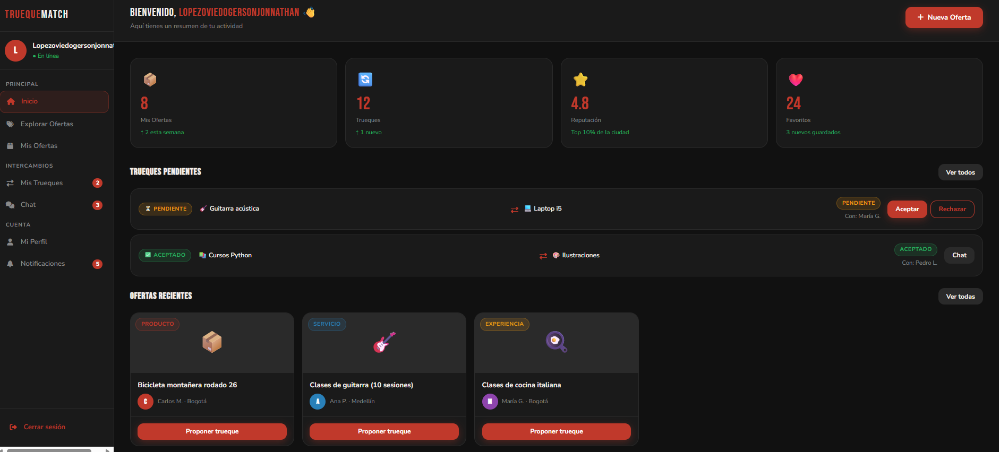 TRUEQUEMATCH
L
Lopezoviedogersonjonnat
● En línea
PRINCIPAL
Inicio
Explorar Ofertas
Mis Ofertas
INTERCAMBIOS
Mis Trueques 2
Chat 3
CUENTA
Mi Perfil
Notificaciones 5
Cerrar sesión
BIENVENIDO, LOPEZOVIEDOGERSONJONNATHAN 👋
Aquí tienes un resumen de tu actividad
+ Nueva Oferta
8
Mis Ofertas
↑ 2 esta semana
12
Trueques
↑ 1 nuevo
4.8
Reputación
Top 10% de la ciudad
24
Favoritos
3 nuevos guardados
TRUEQUES PENDIENTES
Ver todos
⏳ PENDIENTE 🎸 Guitarra acústica ⇄ 💻 Laptop i5
PENDIENTE
Con: María G.
Aceptar
Rechazar
✅ ACEPTADO 📚 Cursos Python ⇄ 🎨 Ilustraciones
ACEPTADO
Con: Pedro L.
Chat
OFERTAS RECIENTES
Ver todas
PRODUCTO
Bicicleta montañera rodado 26
C Carlos M. · Bogotá
Proponer trueque
SERVICIO
Clases de guitarra (10 sesiones)
A Ana P. · Medellín
Proponer trueque
EXPERIENCIA
Clases de cocina italiana
M María G. · Bogotá
Proponer trueque